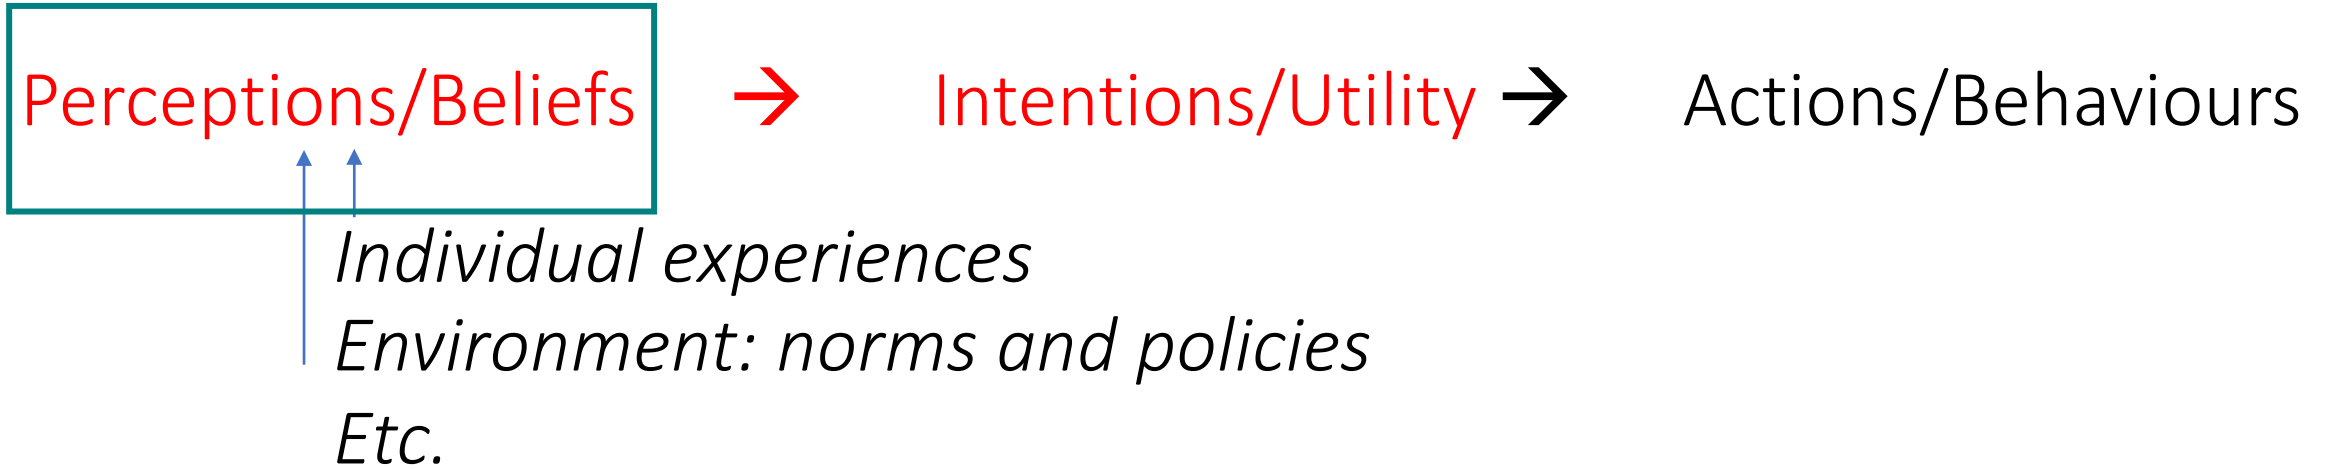 Perceptions/Beliefs → Intentions/Utility → Actions/Behaviours
Individual experiences
Environment: norms and policies
Etc.